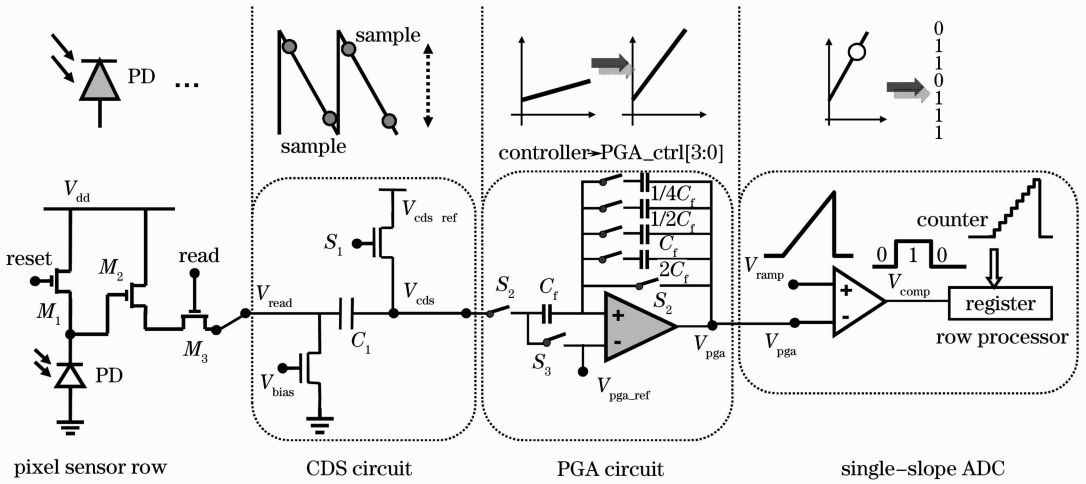 PD
...
sample
sample
controller→PGA_ctrl[3:0]
0
1
1
0
1
1
1
V_dd
reset
M_1
M_2
read
M_3
PD
V_read
V_bias
C_1
S_1
V_cds_ref
V_cds
S_2
C_f
S_3
1/4C_f
1/2C_f
C_f
2C_f
S_2
+
-
V_pga_ref
V_pga
V_ramp
V_pga
+
-
0 1 0
V_comp
counter
register
row processor
pixel sensor row
CDS circuit
PGA circuit
single-slope ADC